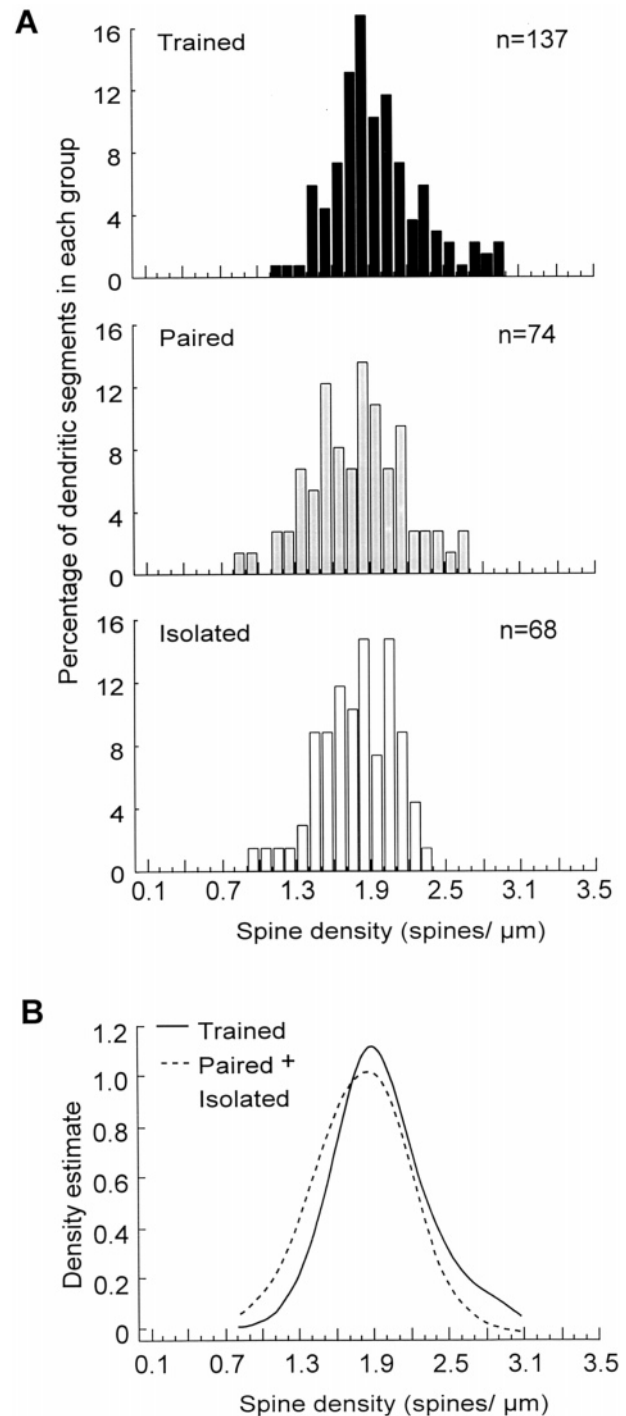 A
Percentage of dendritic segments in each group
16
Trained
n=137
12
8
4
0
16
Paired
n=74
12
8
4
0
16
Isolated
n=68
12
8
4
0
0.1 0.7 1.3 1.9 2.5 3.1 3.5
Spine density (spines/ µm)
B
Density estimate
1.2
Trained
Paired +
Isolated
1.0
0.8
0.6
0.4
0.2
0
0.1 0.7 1.3 1.9 2.5 3.1 3.5
Spine density (spines/ µm)